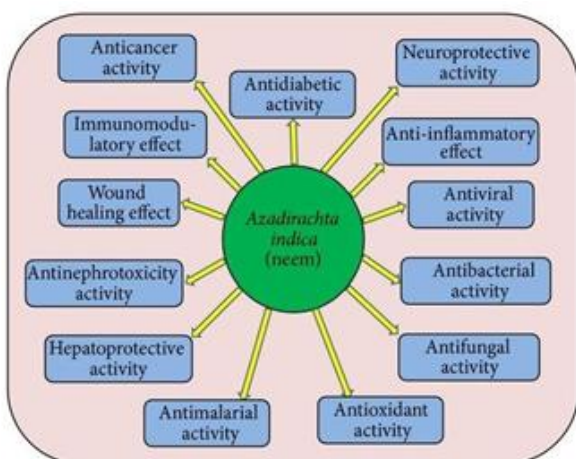 Anticancer
activity
Antidiabetic
activity
Neuroprotective
activity
Immunomodu-
latory effect
Anti-inflammatory
effect
Wound
healing effect
Azadirachta
indica
(neem)
Antiviral
activity
Antinephrotoxicity
activity
Antibacterial
activity
Hepatoprotective
activity
Antifungal
activity
Antimalarial
activity
Antioxidant
activity